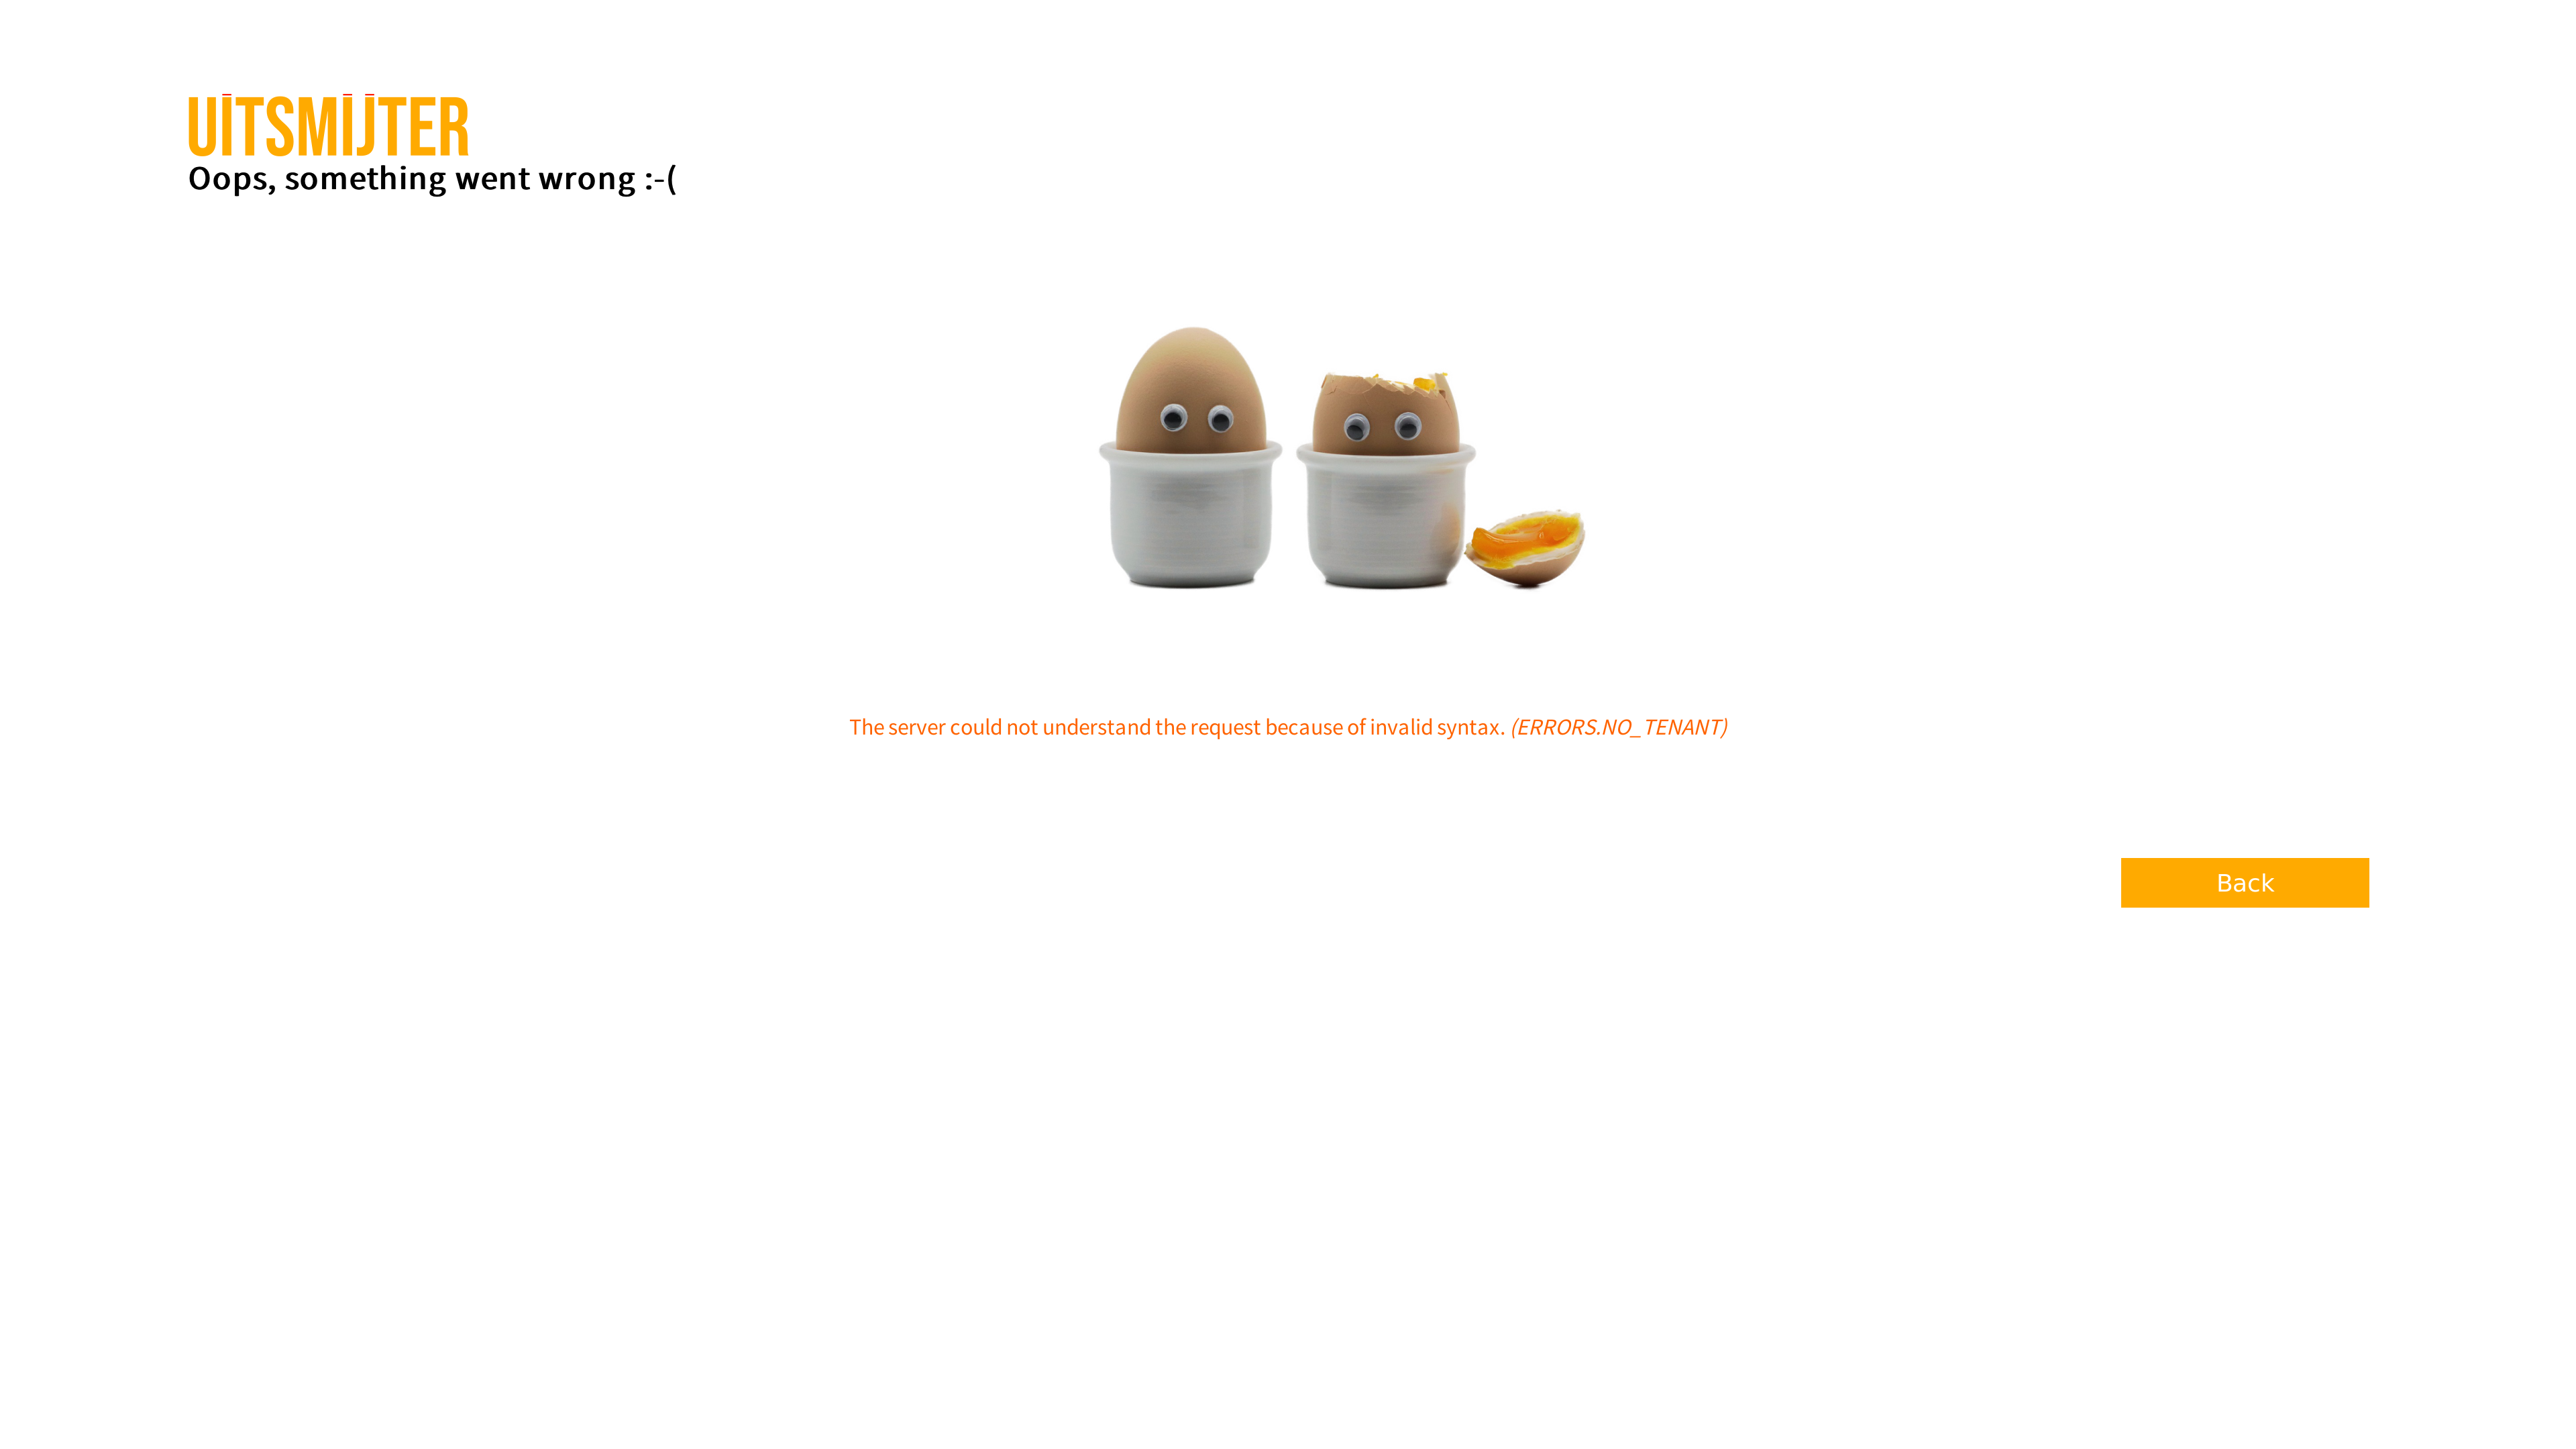 UITSMIJTER
Oops, something went wrong :-(
The server could not understand the request because of invalid syntax. (ERRORS.NO_TENANT)
Back